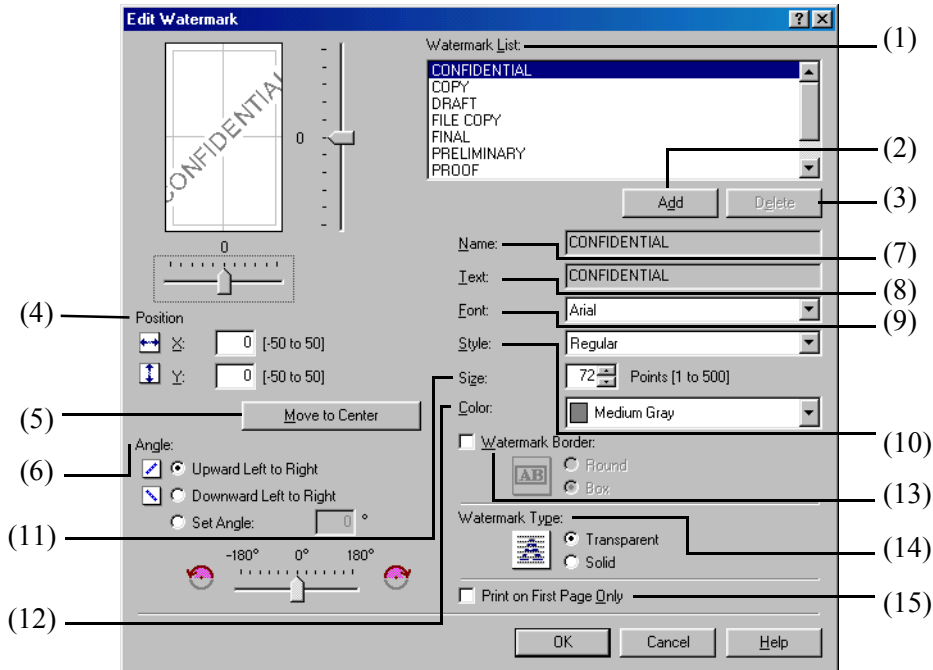 Edit Watermark
? ×
CONFIDENTIAL
0
0
Watermark List:
(1)
CONFIDENTIAL
COPY
DRAFT
FILE COPY
FINAL
PRELIMINARY
PROOF
(2)
Add
Delete
(3)
Name:
CONFIDENTIAL
(7)
Text:
CONFIDENTIAL
(8)
Font:
Arial
(9)
Style:
Regular
(10)
Size:
72 Points [1 to 500]
(11)
Color:
Medium Gray
(12)
(4)
Position
X: 0 [-50 to 50]
Y: 0 [-50 to 50]
(5)
Move to Center
(6)
Angle:
Upward Left to Right
Downward Left to Right
Set Angle: 0 °
-180° 0° 180°
Watermark Border:
AB
Round
Box
(13)
Watermark Type:
A
Transparent
Solid
(14)
Print on First Page Only
(15)
OK Cancel Help